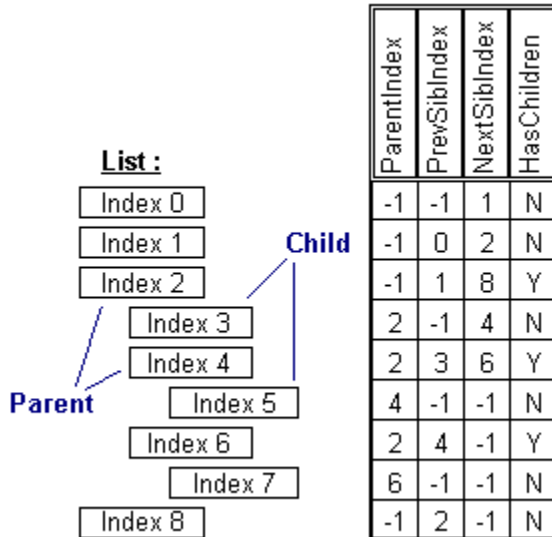 ParentIndex PrevSibIndex NextSibIndex HasChildren
List :
Index 0 -1 -1 1 N
Index 1 Child -1 0 2 N
Index 2 -1 1 8 Y
Index 3 2 -1 4 N
Index 4 2 3 6 Y
Parent Index 5 4 -1 -1 N
Index 6 2 4 -1 Y
Index 7 6 -1 -1 N
Index 8 -1 2 -1 N